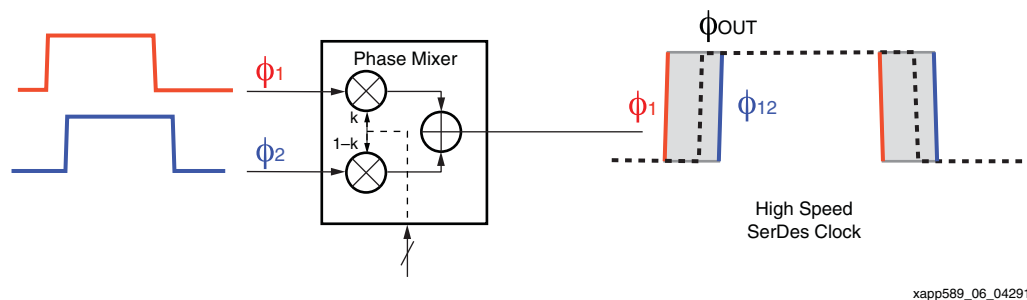 ϕOUT
Phase Mixer
ϕ1
k
1–k
ϕ2
ϕ1
ϕ12
High Speed
SerDes Clock
xapp589_06_04291